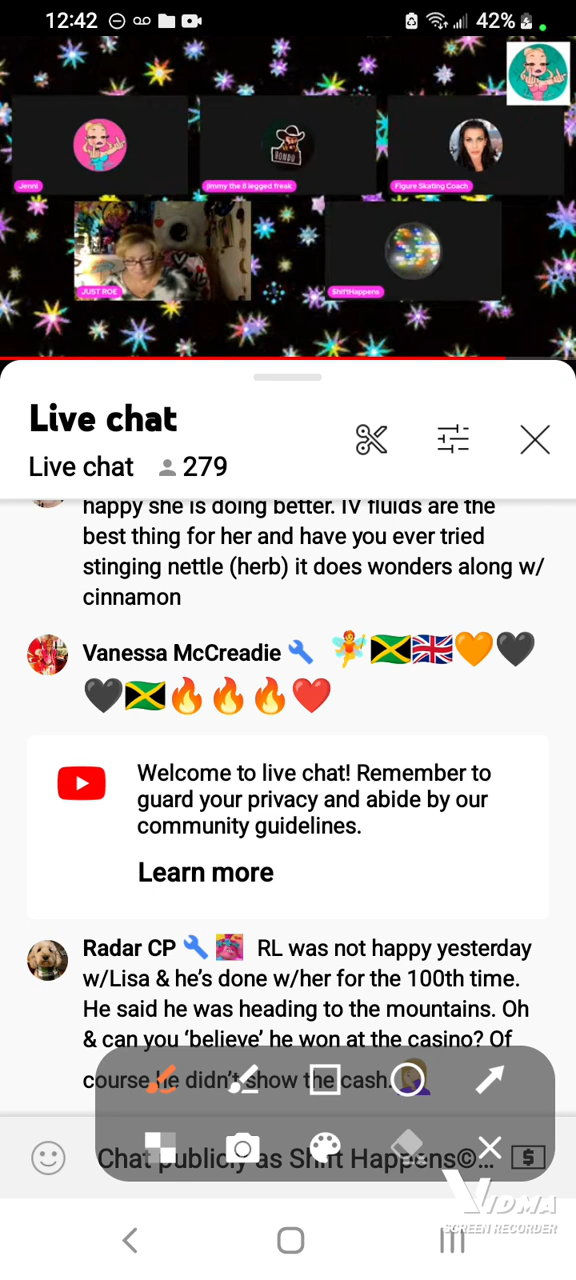 12:42
42%
BONDO
Jenni
Jimmy the 8 legged freak
Figure Skating Coach
JUST ROE
ShiftHappens
Live chat
Live chat 279
happy she is doing better. IV fluids are the
best thing for her and have you ever tried
stinging nettle (herb) it does wonders along w/
cinnamon
Vanessa McCreadie
Welcome to live chat! Remember to
guard your privacy and abide by our
community guidelines.
Learn more
Radar CP RL was not happy yesterday
w/Lisa & he's done w/her for the 100th time.
He said he was heading to the mountains. Oh
& can you 'believe' he won at the casino? Of
course he didn't show the cash.
Chat publicly as Shift Happens©...
$
VIDMA
SCREEN RECORDER